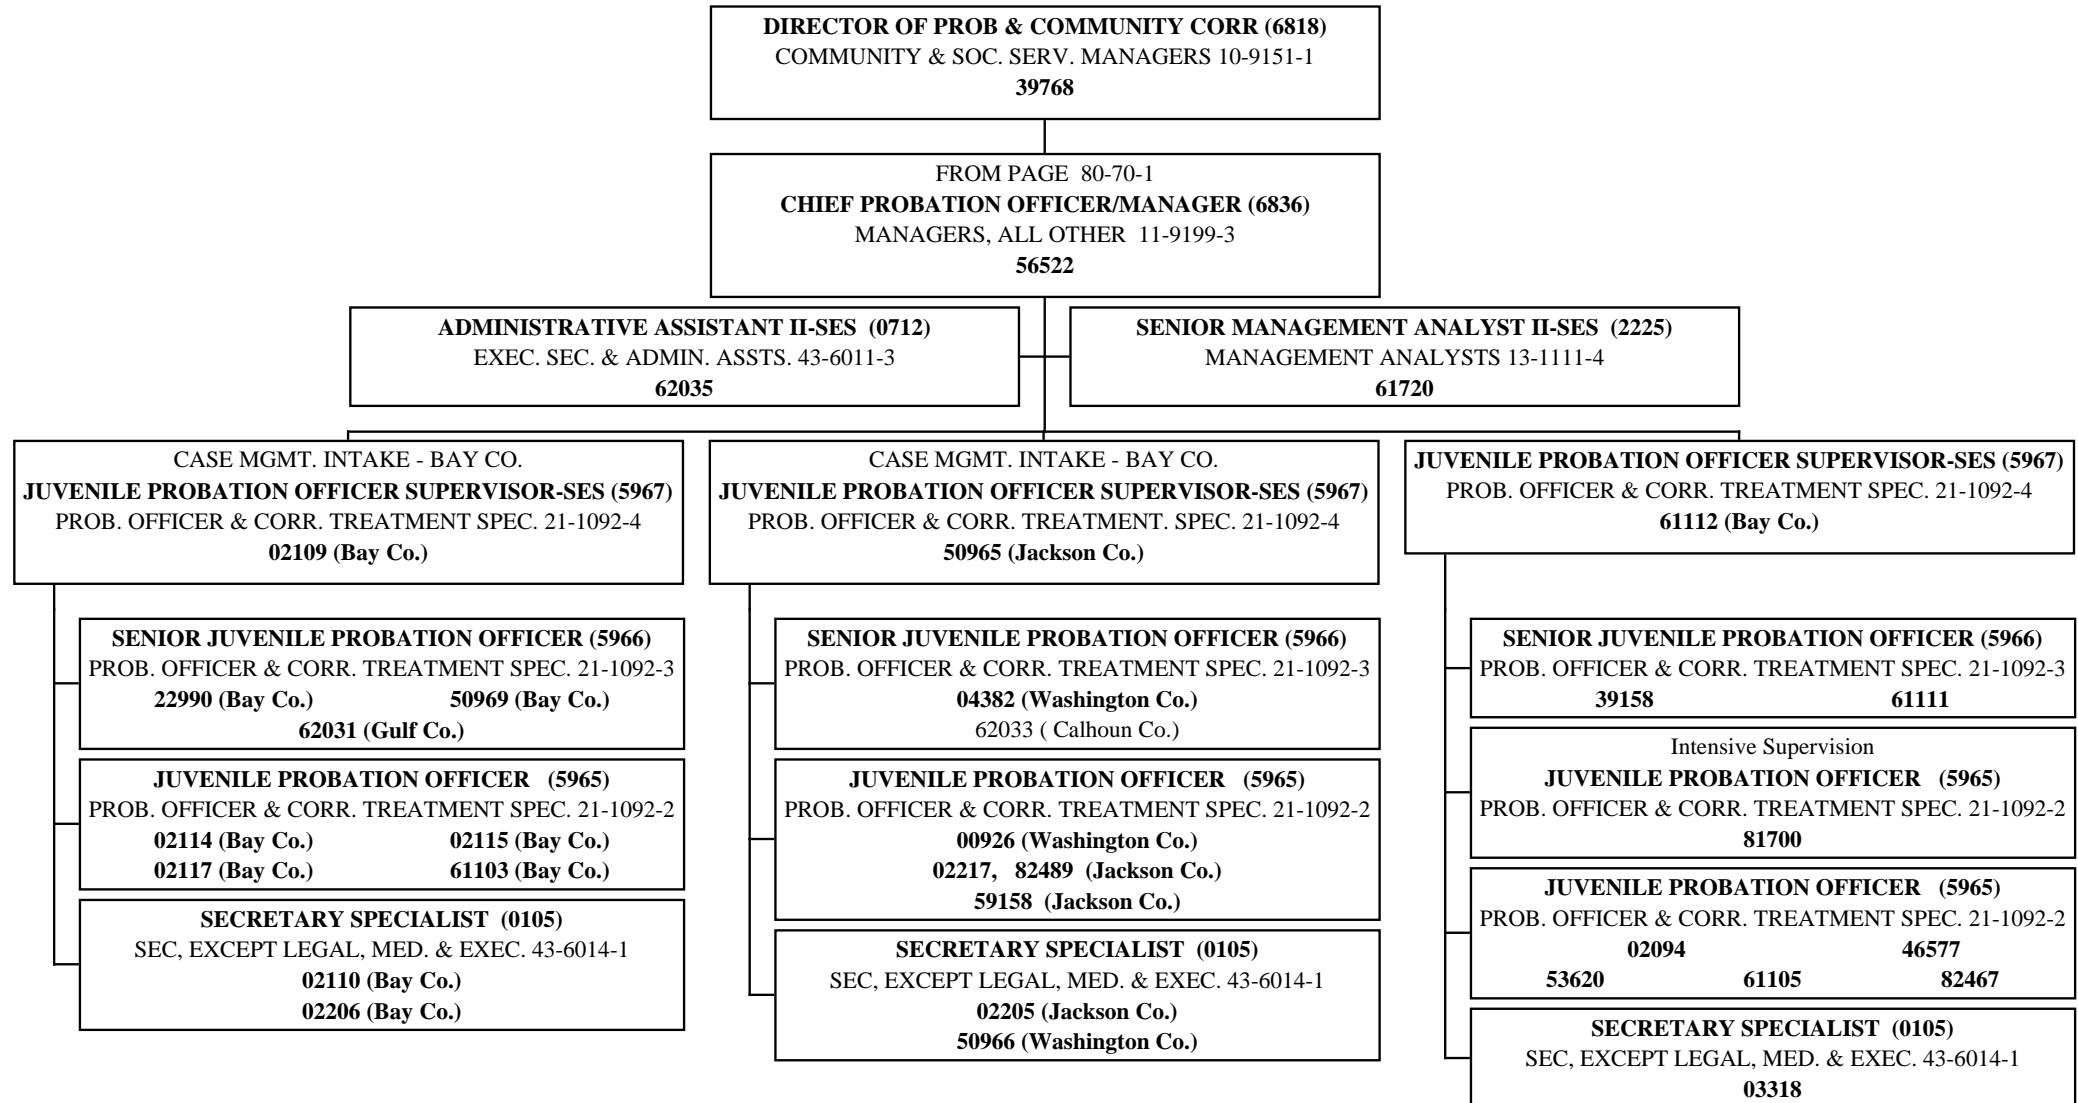 DIRECTOR OF PROB & COMMUNITY CORR (6818)
COMMUNITY & SOC. SERV. MANAGERS 10-9151-1
39768
FROM PAGE 80-70-1
CHIEF PROBATION OFFICER/MANAGER (6836)
MANAGERS, ALL OTHER 11-9199-3
56522
ADMINISTRATIVE ASSISTANT II-SES (0712)
EXEC. SEC. & ADMIN. ASSTS. 43-6011-3
62035
SENIOR MANAGEMENT ANALYST II-SES (2225)
MANAGEMENT ANALYSTS 13-1111-4
61720
CASE MGMT. INTAKE - BAY CO.
JUVENILE PROBATION OFFICER SUPERVISOR-SES (5967)
PROB. OFFICER & CORR. TREATMENT SPEC. 21-1092-4
02109 (Bay Co.)
SENIOR JUVENILE PROBATION OFFICER (5966)
PROB. OFFICER & CORR. TREATMENT SPEC. 21-1092-3
22990 (Bay Co.) 50969 (Bay Co.)
62031 (Gulf Co.)
JUVENILE PROBATION OFFICER (5965)
PROB. OFFICER & CORR. TREATMENT SPEC. 21-1092-2
02114 (Bay Co.) 02115 (Bay Co.)
02117 (Bay Co.) 61103 (Bay Co.)
SECRETARY SPECIALIST (0105)
SEC, EXCEPT LEGAL, MED. & EXEC. 43-6014-1
02110 (Bay Co.)
02206 (Bay Co.)
CASE MGMT. INTAKE - BAY CO.
JUVENILE PROBATION OFFICER SUPERVISOR-SES (5967)
PROB. OFFICER & CORR. TREATMENT. SPEC. 21-1092-4
50965 (Jackson Co.)
SENIOR JUVENILE PROBATION OFFICER (5966)
PROB. OFFICER & CORR. TREATMENT SPEC. 21-1092-3
04382 (Washington Co.)
62033 ( Calhoun Co.)
JUVENILE PROBATION OFFICER (5965)
PROB. OFFICER & CORR. TREATMENT SPEC. 21-1092-2
00926 (Washington Co.)
02217, 82489 (Jackson Co.)
59158 (Jackson Co.)
SECRETARY SPECIALIST (0105)
SEC, EXCEPT LEGAL, MED. & EXEC. 43-6014-1
02205 (Jackson Co.)
50966 (Washington Co.)
JUVENILE PROBATION OFFICER SUPERVISOR-SES (5967)
PROB. OFFICER & CORR. TREATMENT SPEC. 21-1092-4
61112 (Bay Co.)
SENIOR JUVENILE PROBATION OFFICER (5966)
PROB. OFFICER & CORR. TREATMENT SPEC. 21-1092-3
39158 61111
Intensive Supervision
JUVENILE PROBATION OFFICER (5965)
PROB. OFFICER & CORR. TREATMENT SPEC. 21-1092-2
81700
JUVENILE PROBATION OFFICER (5965)
PROB. OFFICER & CORR. TREATMENT SPEC. 21-1092-2
02094 46577
53620 61105 82467
SECRETARY SPECIALIST (0105)
SEC, EXCEPT LEGAL, MED. & EXEC. 43-6014-1
03318